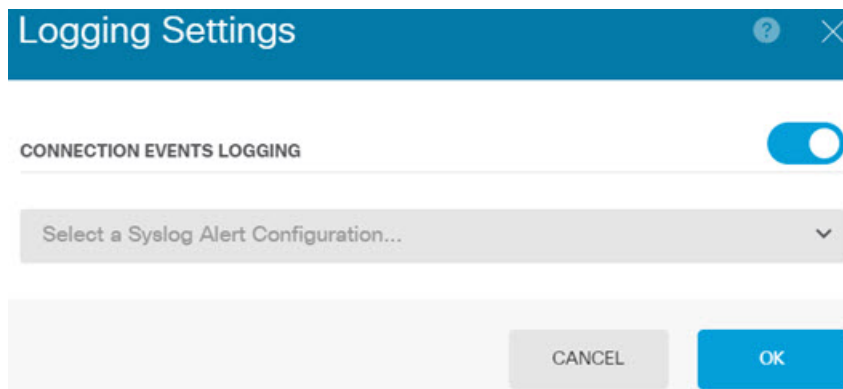 Logging Settings
?
CONNECTION EVENTS LOGGING
Select a Syslog Alert Configuration...
CANCEL
OK